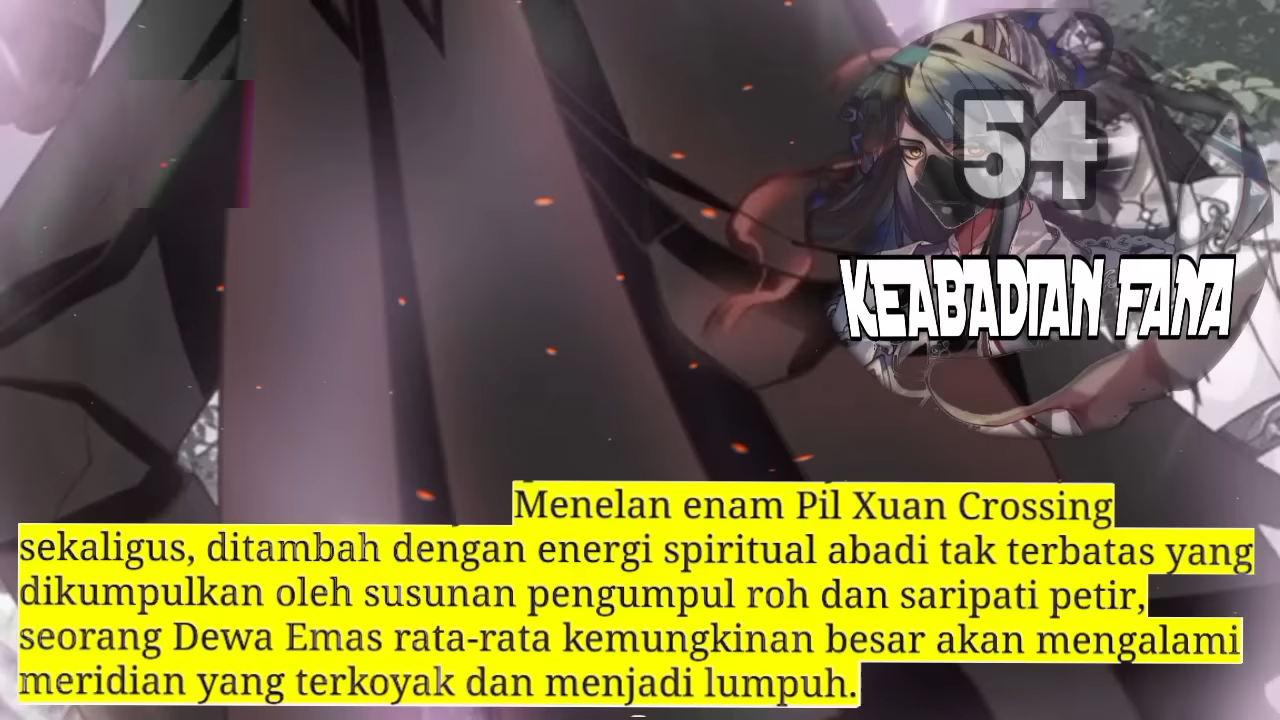 54
KEABADIAN FANA
Menelan enam Pil Xuan Crossing
sekaligus, ditambah dengan energi spiritual abadi tak terbatas yang
dikumpulkan oleh susunan pengumpul roh dan saripati petir,
seorang Dewa Emas rata-rata kemungkinan besar akan mengalami
meridian yang terkoyak dan menjadi lumpuh.